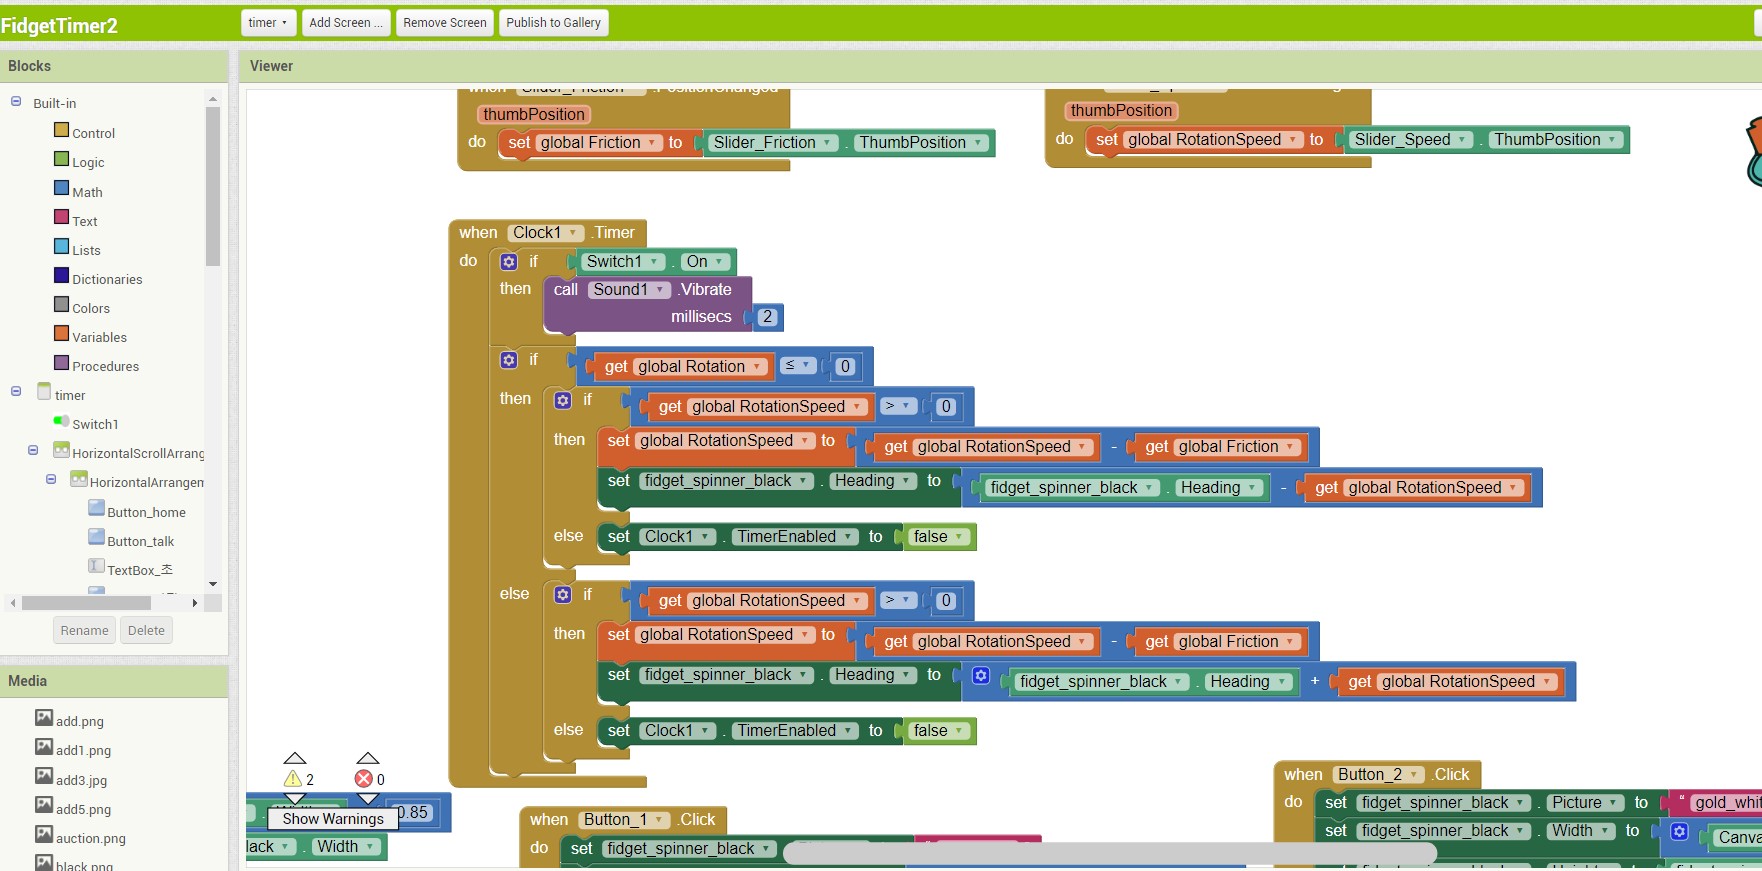 FidgetTimer2
timer
Add Screen ...
Remove Screen
Publish to Gallery
Blocks
Viewer
Built-in
Control
Logic
Math
Text
Lists
Dictionaries
Colors
Variables
Procedures
timer
Switch1
HorizontalScrollArrang
HorizontalArrangem
Button_home
Button_talk
TextBox_초
Rename
Delete
Media
add.png
add1.png
add3.jpg
add5.png
auction.png
black.png
when Slider_Friction .PositionChanged
thumbPosition
do set global Friction to Slider_Friction . ThumbPosition
thumbPosition
do set global RotationSpeed to Slider_Speed . ThumbPosition
when Clock1 .Timer
do if Switch1 . On
then call Sound1 .Vibrate
millisecs 2
if get global Rotation ≤ 0
then if get global RotationSpeed > 0
then set global RotationSpeed to get global RotationSpeed - get global Friction
set fidget_spinner_black . Heading to fidget_spinner_black . Heading - get global RotationSpeed
else set Clock1 . TimerEnabled to false
else if get global RotationSpeed > 0
then set global RotationSpeed to get global RotationSpeed - get global Friction
set fidget_spinner_black . Heading to fidget_spinner_black . Heading + get global RotationSpeed
else set Clock1 . TimerEnabled to false
2 0
Show Warnings
0.85
lack . Width
when Button_1 .Click
do set fidget_spinner_black
when Button_2 .Click
do set fidget_spinner_black . Picture to " gold_whit
set fidget_spinner_black . Width to Canva